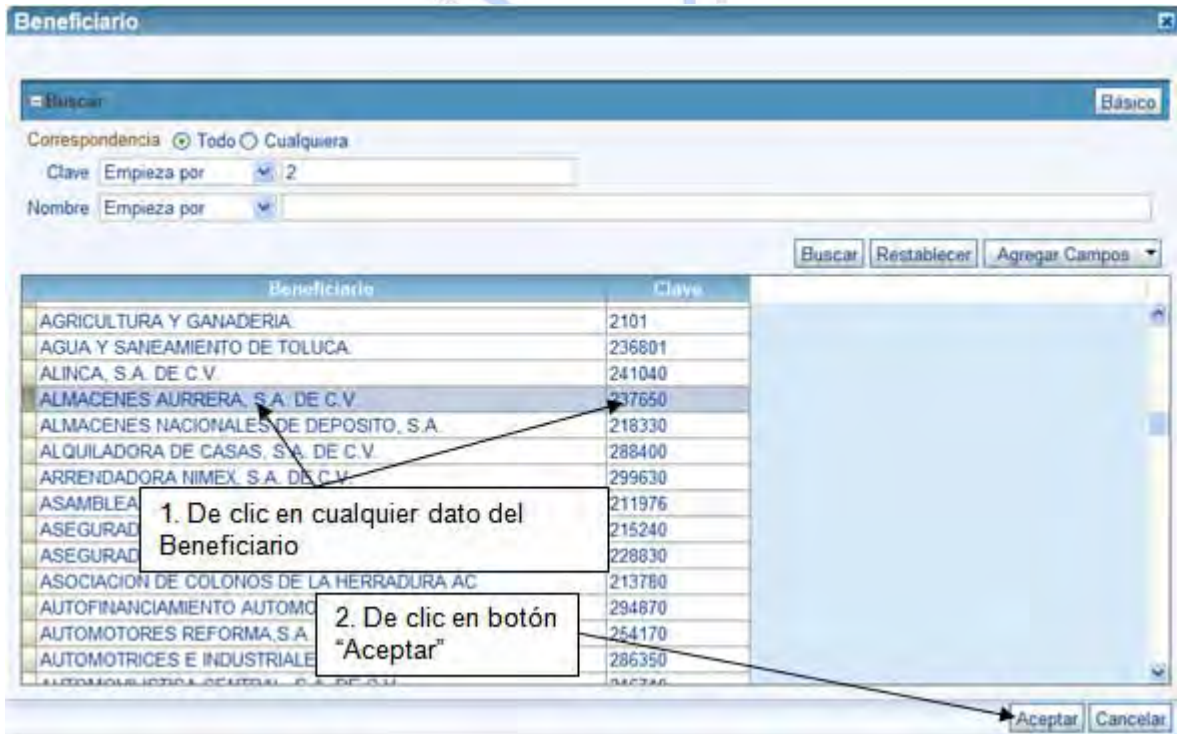 Beneficiario
Buscar Básico
Correspondencia Todo Cualquiera
Clave Empieza por 2
Nombre Empieza por
Buscar Restablecer Agregar Campos
Beneficiario Clave
AGRICULTURA Y GANADERIA. 2101
AGUA Y SANEAMIENTO DE TOLUCA. 236801
ALINCA, S.A. DE C.V. 241040
ALMACENES AURRERA, S.A. DE C.V. 237650
ALMACENES NACIONALES DE DEPOSITO, S.A. 218330
ALQUILADORA DE CASAS, S.A. DE C.V. 288400
ARRENDADORA NIMEX, S.A. DE C.V. 299630
ASAMBLEA 211976
ASEGURAD 215240
ASEGURAD 228830
1. De clic en cualquier dato del
Beneficiario
ASOCIACION DE COLONOS DE LA HERRADURA AC 213780
AUTOFINANCIAMIENTO AUTOMO 294870
AUTOMOTORES REFORMA,S.A 254170
AUTOMOTRICES E INDUSTRIALE 286350
2. De clic en botón
“Aceptar”
Aceptar Cancelar